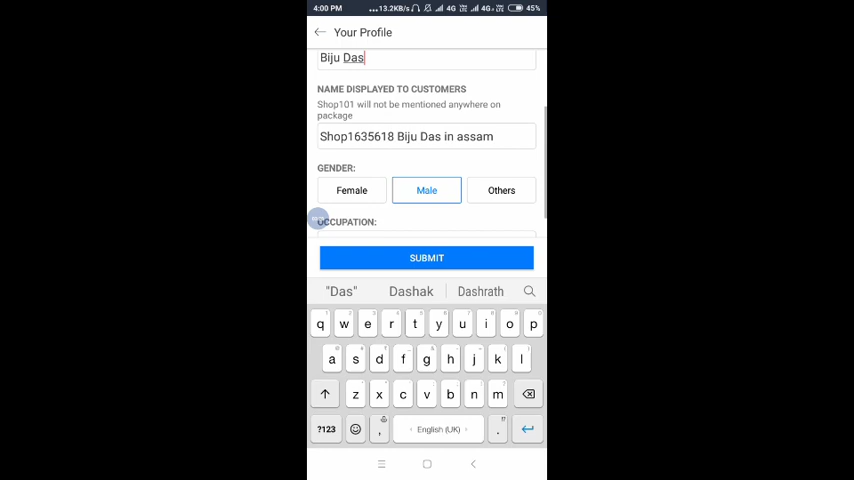 4:00 PM ...13.2KB/s 4G 4G 45%
Your Profile
Biju Das
NAME DISPLAYED TO CUSTOMERS
Shop101 will not be mentioned anywhere on
package
Shop1635618 Biju Das in assam
GENDER:
Female Male Others
OCCUPATION:
SUBMIT
"Das" Dashak Dashrath
q w e r t y u i o p
a s d f g h j k l
z x c v b n m
?123 , English (UK) .